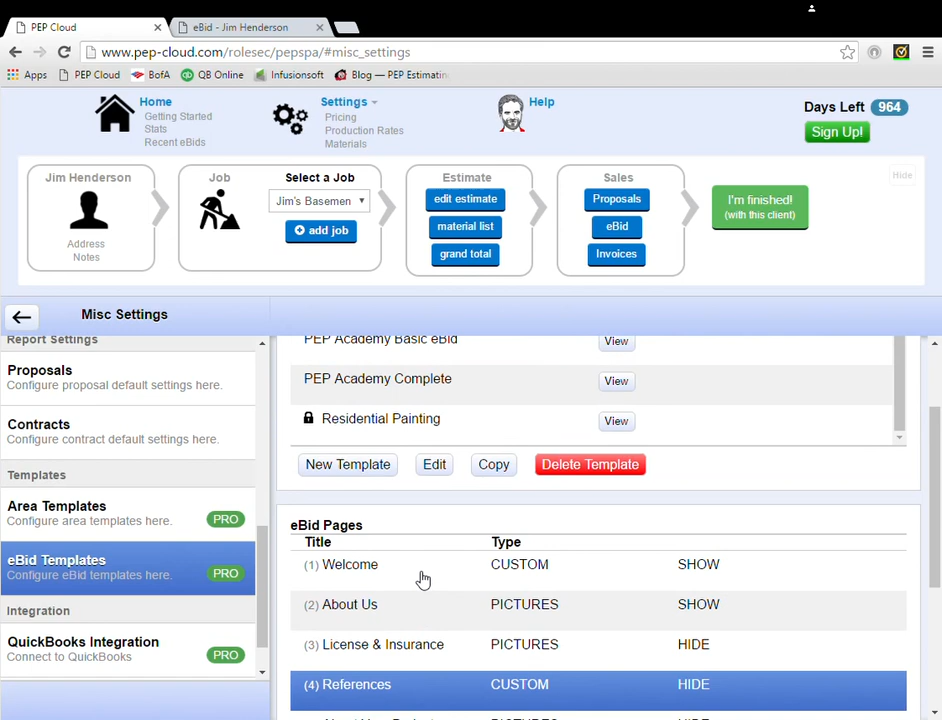 PEP Cloud
eBid - Jim Henderson
www.pep-cloud.com/rolesec/pepspa/#misc_settings
Apps PEP Cloud BofA QB Online Infusionsoft Blog — PEP Estimatin
Home
Getting Started
Stats
Recent eBids
Settings
Pricing
Production Rates
Materials
Help
Days Left 964
Sign Up!
Hide
Jim Henderson
Address
Notes
Job
Select a Job
Jim's Basemen
add job
Estimate
edit estimate
material list
grand total
Sales
Proposals
eBid
Invoices
I'm finished!
(with this client)
Misc Settings
Report Settings
Proposals
Configure proposal default settings here.
Contracts
Configure contract default settings here.
Templates
Area Templates
Configure area templates here.
PRO
eBid Templates
Configure eBid templates here.
PRO
Integration
QuickBooks Integration
Connect to QuickBooks
PRO
PEP Academy Basic eBid View
PEP Academy Complete View
Residential Painting View
New Template Edit Copy Delete Template
eBid Pages
Title Type
(1) Welcome CUSTOM SHOW
(2) About Us PICTURES SHOW
(3) License & Insurance PICTURES HIDE
(4) References CUSTOM HIDE